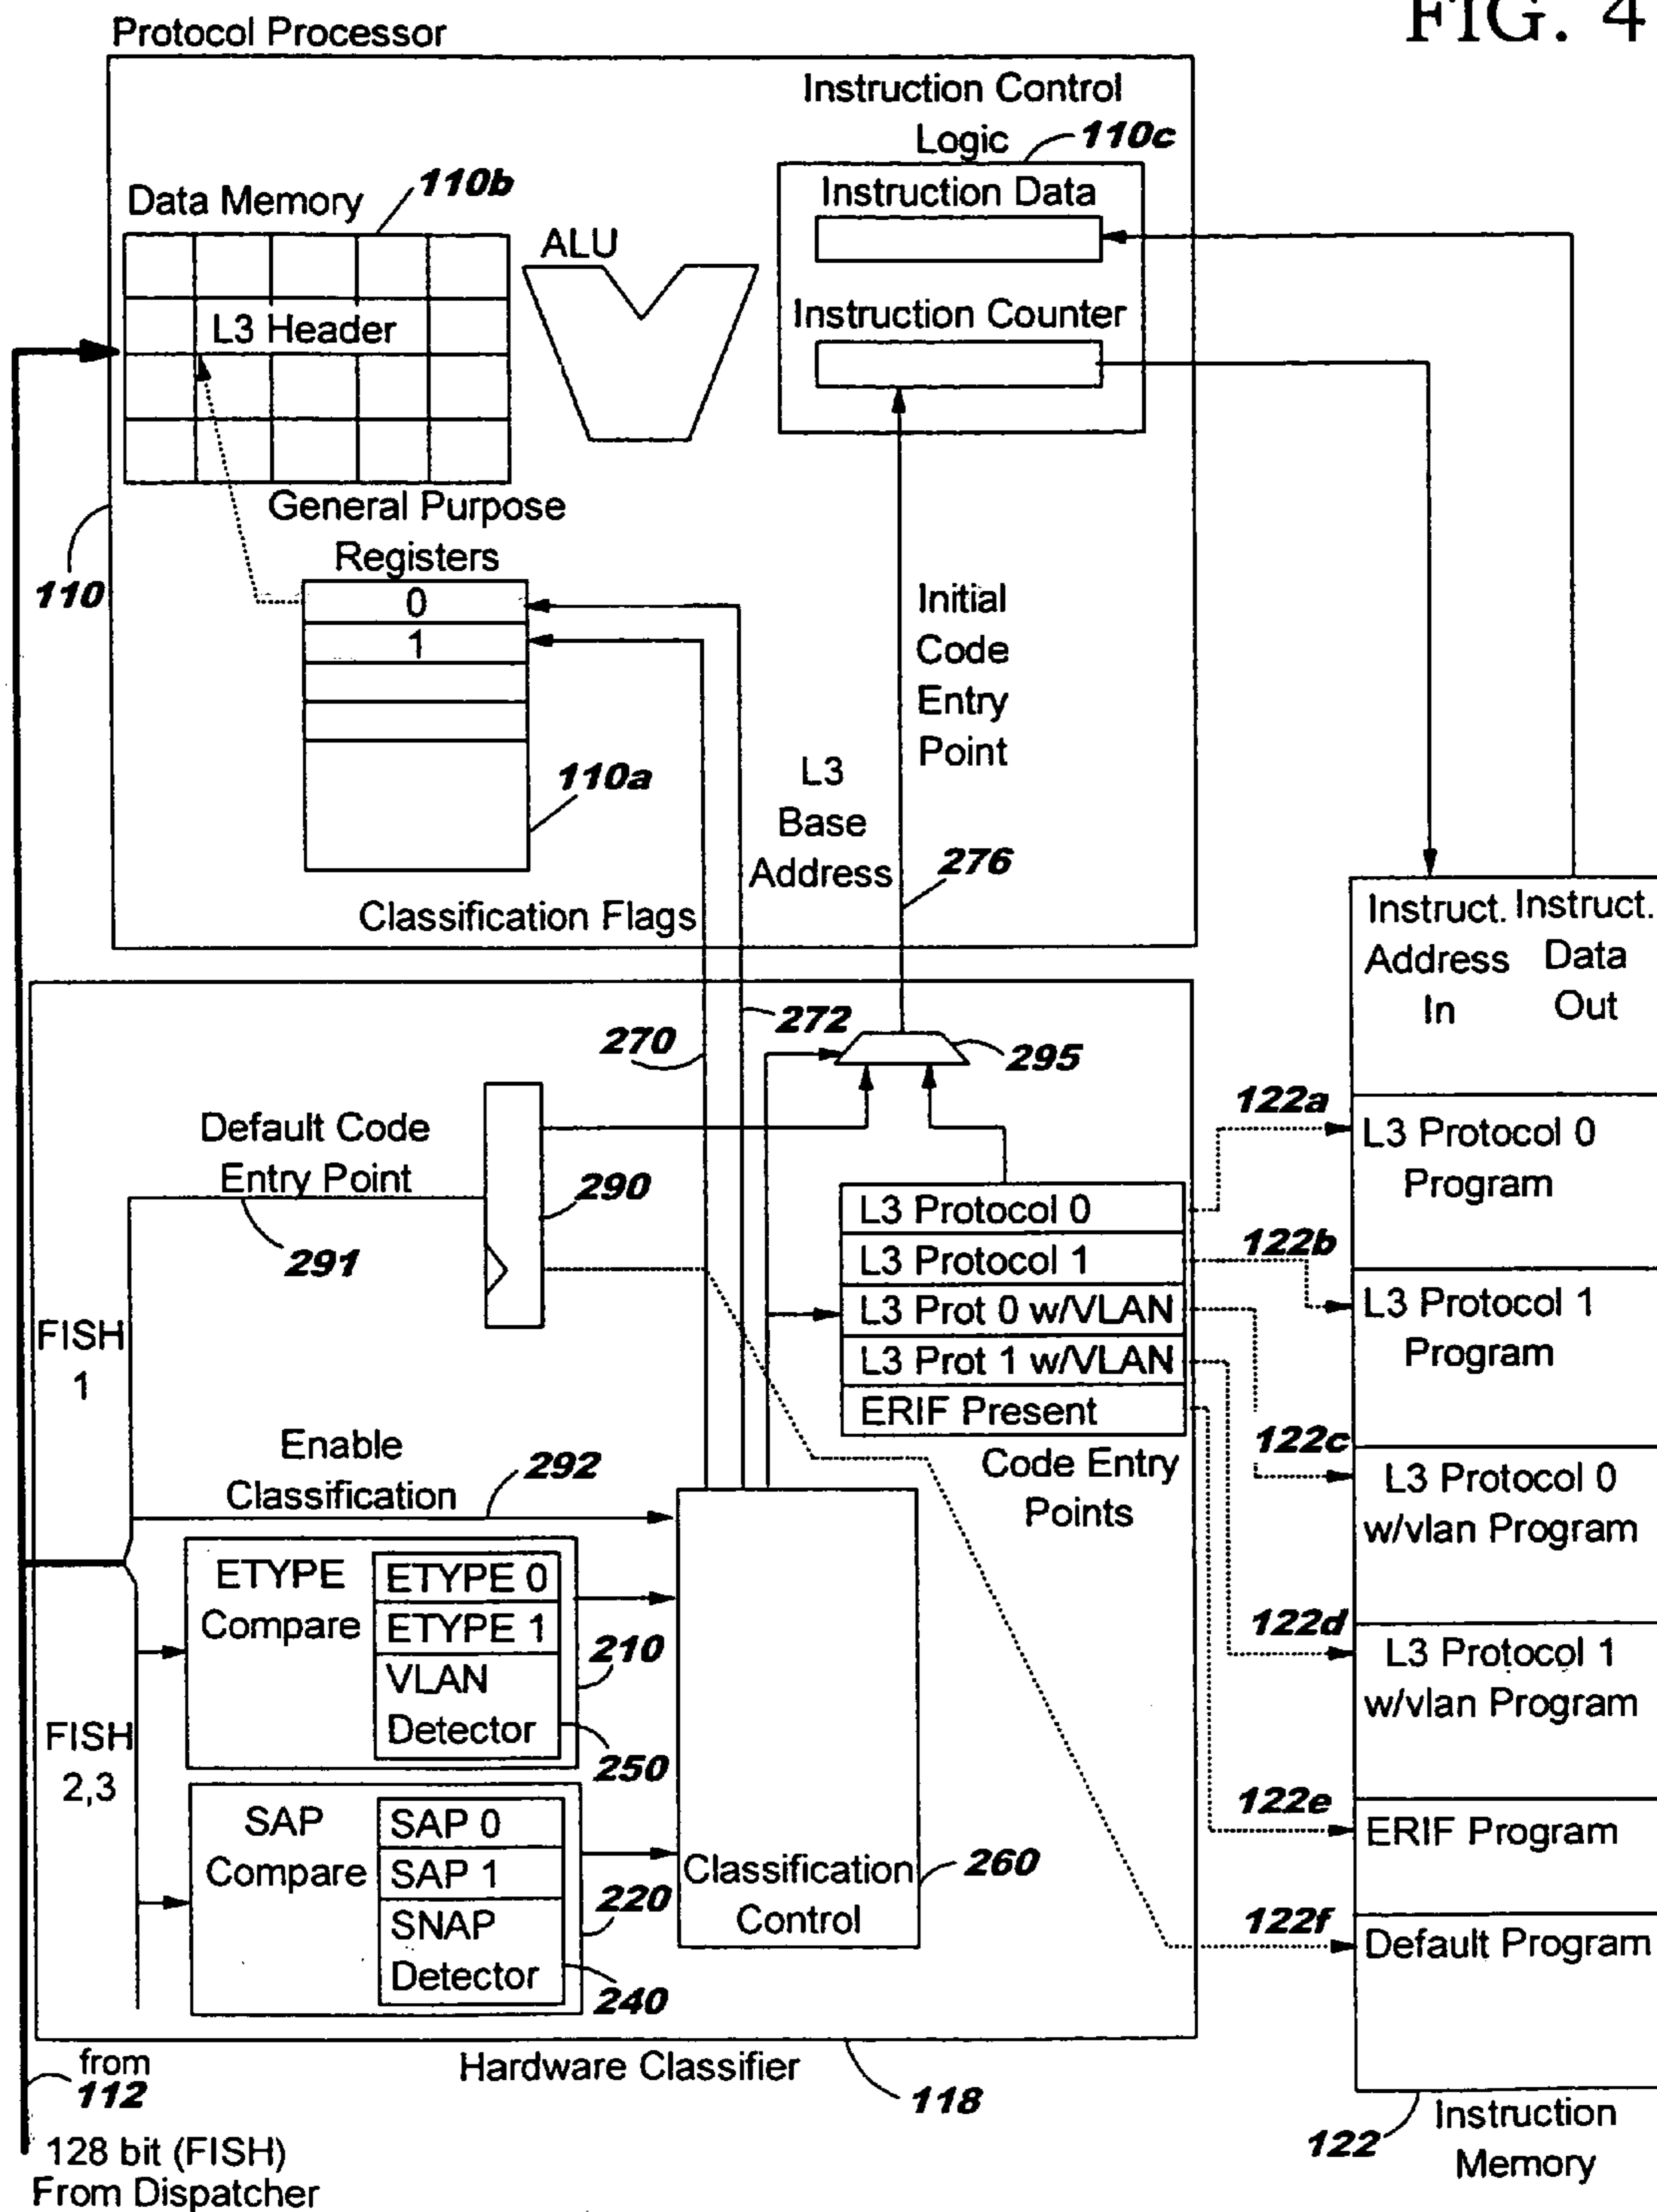 FIG. 4
Protocol Processor
Instruction Control
Logic
110c
Instruction Data
Data Memory
110b
ALU
Instruction Counter
L3 Header
General Purpose
Registers
110
0
1
Initial
Code
Entry
Point
110a
L3
Base
Address
276
Classification Flags
Instruct.
Address
In
Instruct.
Data
Out
272
270
295
122a
Default Code
Entry Point
290
291
L3 Protocol 0
L3 Protocol 1
L3 Prot 0 w/VLAN
L3 Prot 1 w/VLAN
ERIF Present
Code Entry
Points
L3 Protocol 0
Program
122b
L3 Protocol 1
Program
FISH
1
Enable
Classification
292
122c
L3 Protocol 0
w/vlan Program
ETYPE
Compare
ETYPE 0
ETYPE 1
210
VLAN
Detector
250
122d
L3 Protocol 1
w/vlan Program
FISH
2,3
SAP
Compare
SAP 0
SAP 1
220
SNAP
Detector
240
Classification
Control
260
122e
ERIF Program
122f
Default Program
from
112
Hardware Classifier
118
128 bit (FISH)
From Dispatcher
122
Instruction
Memory